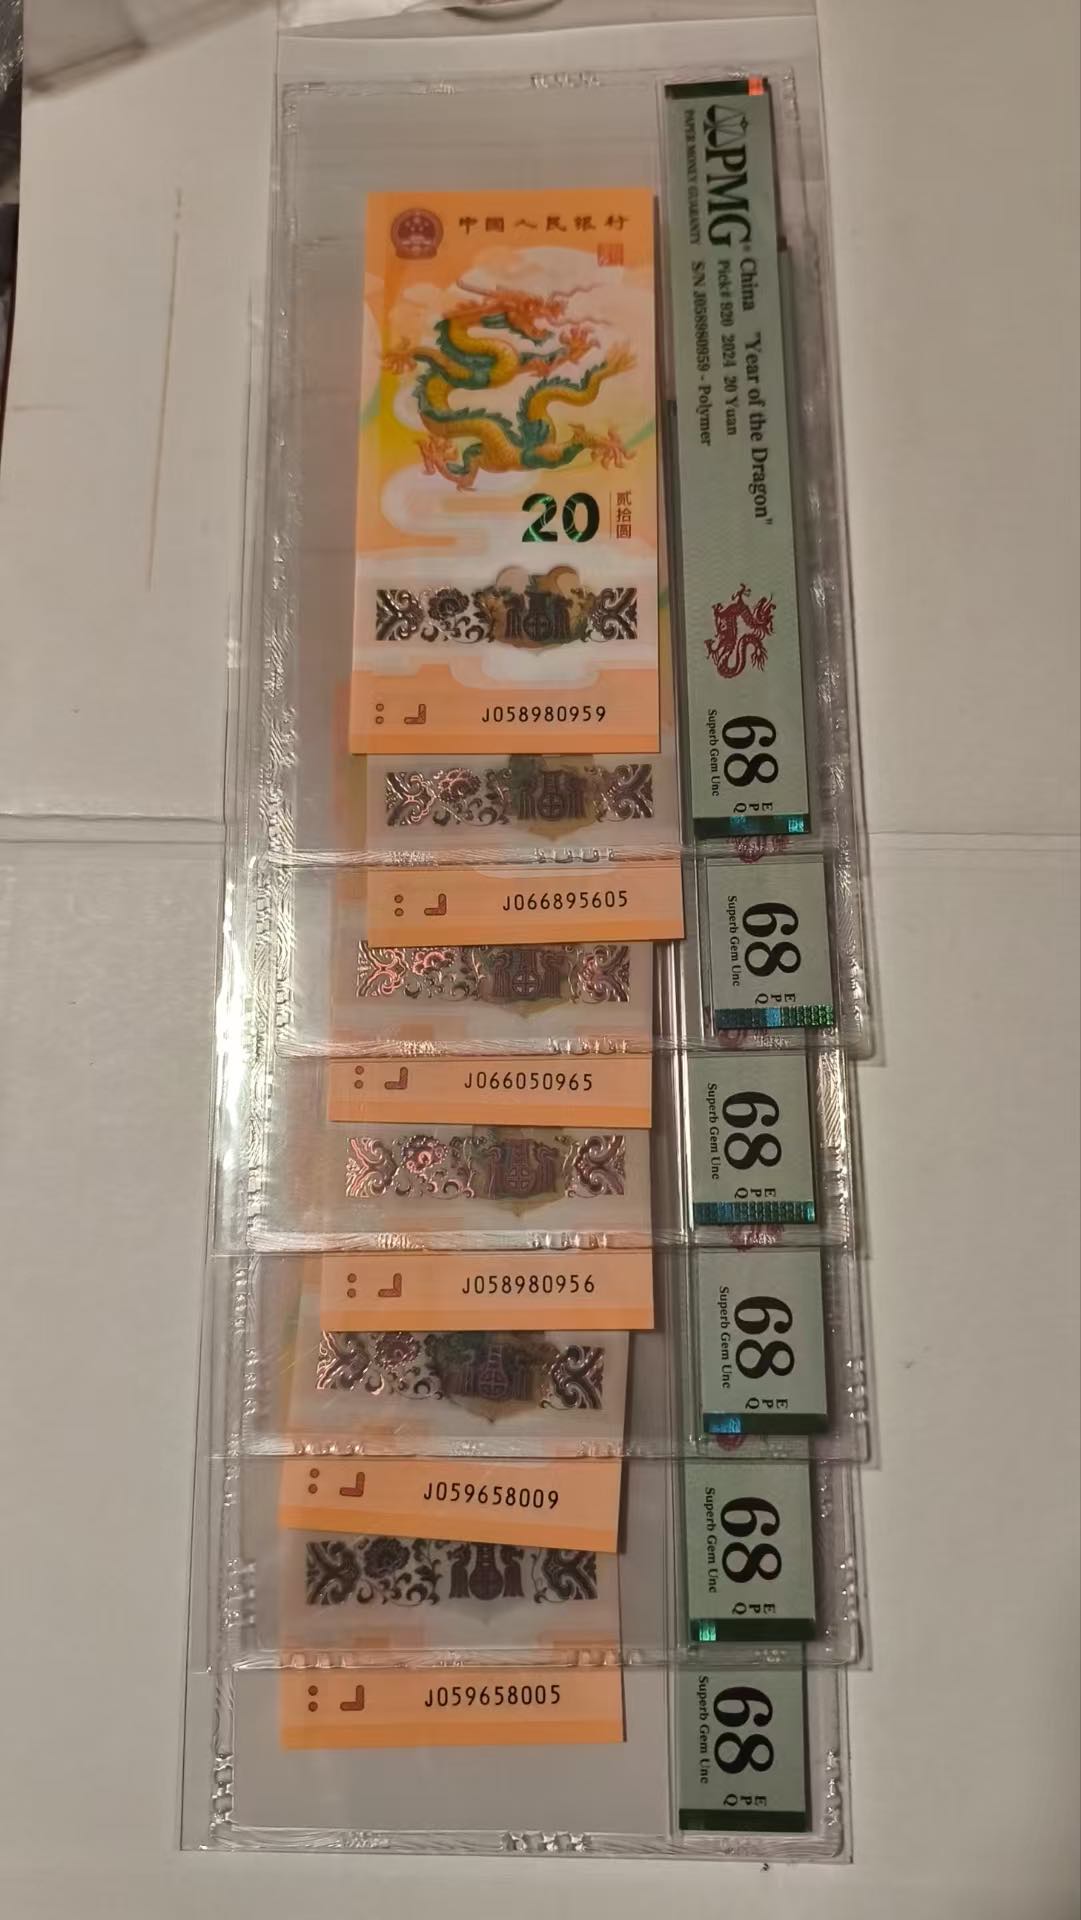 中国人民银行
20
贰拾圆
J058980959
PMG®
PAPER MONEY GUARANTY
China "Year of the Dragon"
Pick# 920 2024 20 Yuan
S/N J058980959 - Polymer
68 EPQ
Superb Gem Unc
J066895605
68 EPQ
Superb Gem Unc
J066050965
68 EPQ
Superb Gem Unc
J058980956
68 EPQ
Superb Gem Unc
J059658009
68 EPQ
Superb Gem Unc
J059658005
68 EPQ
Superb Gem Unc